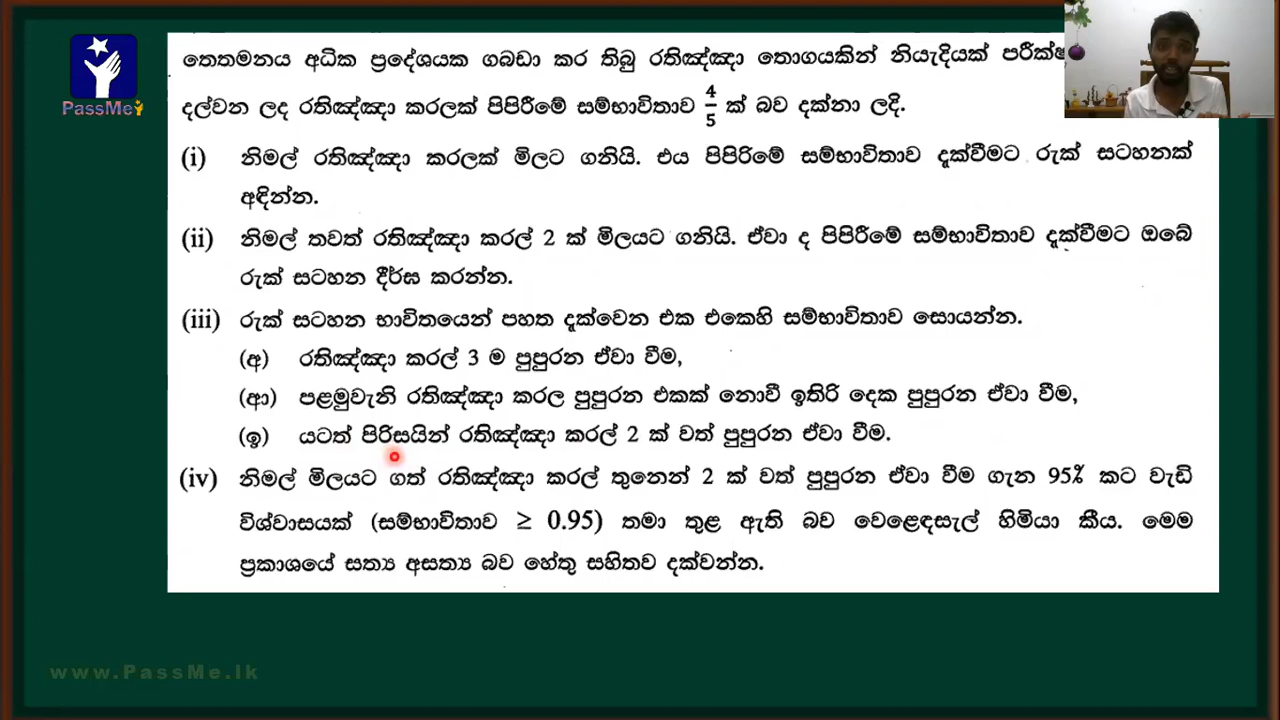 තෙතමනය අධික ප්‍රදේශයක ගබඩා කර තිබූ රතිඤ්ඤා තොගයකින් නියැදියක්
PassMe
දල්වන ලද රතිඤ්ඤා කරලක් පිපිරීමේ සම්භාවිතාව 4/5 ක් බව දක්නා ලදි.
(i) නිමල් රතිඤ්ඤා කරලක් මිලට ගනියි. එය පිපිරිමේ සම්භාවිතාව දැක්වීමට රුක් සටහනක්
අඳින්න.
(ii) නිමල් තවත් රතිඤ්ඤා කරල් 2 ක් මිලයට ගනියි. ඒවා ද පිපිරීමේ සම්භාවිතාව දැක්වීමට ඔබේ
රුක් සටහන දීර්ඝ කරන්න.
(iii) රුක් සටහන භාවිතයෙන් පහත දැක්වෙන එක එකෙහි සම්භාවිතාව සොයන්න.
(අ) රතිඤ්ඤා කරල් 3 ම පුපුරන ඒවා වීම,
(ආ) පළමුවැනි රතිඤ්ඤා කරල පුපුරන එකක් නොවී ඉතිරි දෙක පුපුරන ඒවා වීම,
(ඉ) යටත් පිරිසයින් රතිඤ්ඤා කරල් 2 ක් වත් පුපුරන ඒවා වීම.
(iv) නිමල් මිලයට ගත් රතිඤ්ඤා කරල් තුනෙන් 2 ක් වත් පුපුරන ඒවා වීම ගැන 95% කට වැඩි
විශ්වාසයක් (සම්භාවිතාව ≥ 0.95) තමා තුළ ඇති බව වෙළෙඳසැල් හිමියා කීය. මෙම
ප්‍රකාශයේ සත්‍ය අසත්‍ය බව හේතු සහිතව දක්වන්න.
www.PassMe.lk